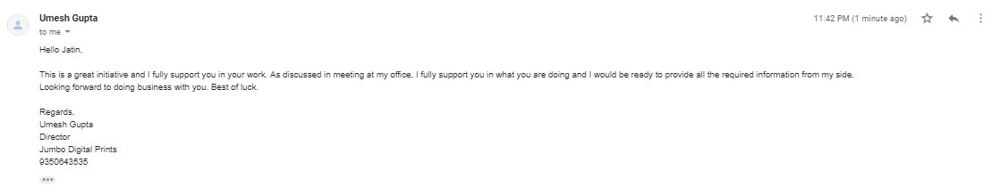 Umesh Gupta
11:42 PM (1 minute ago)
to me
Hello Jatin,
This is a great initiative and I fully support you in your work. As discussed in meeting at my office, I fully support you in what you are doing and I would be ready to provide all the required information from my side.
Looking forward to doing business with you. Best of luck.
Regards,
Umesh Gupta
Director
Jumbo Digital Prints
9350643535